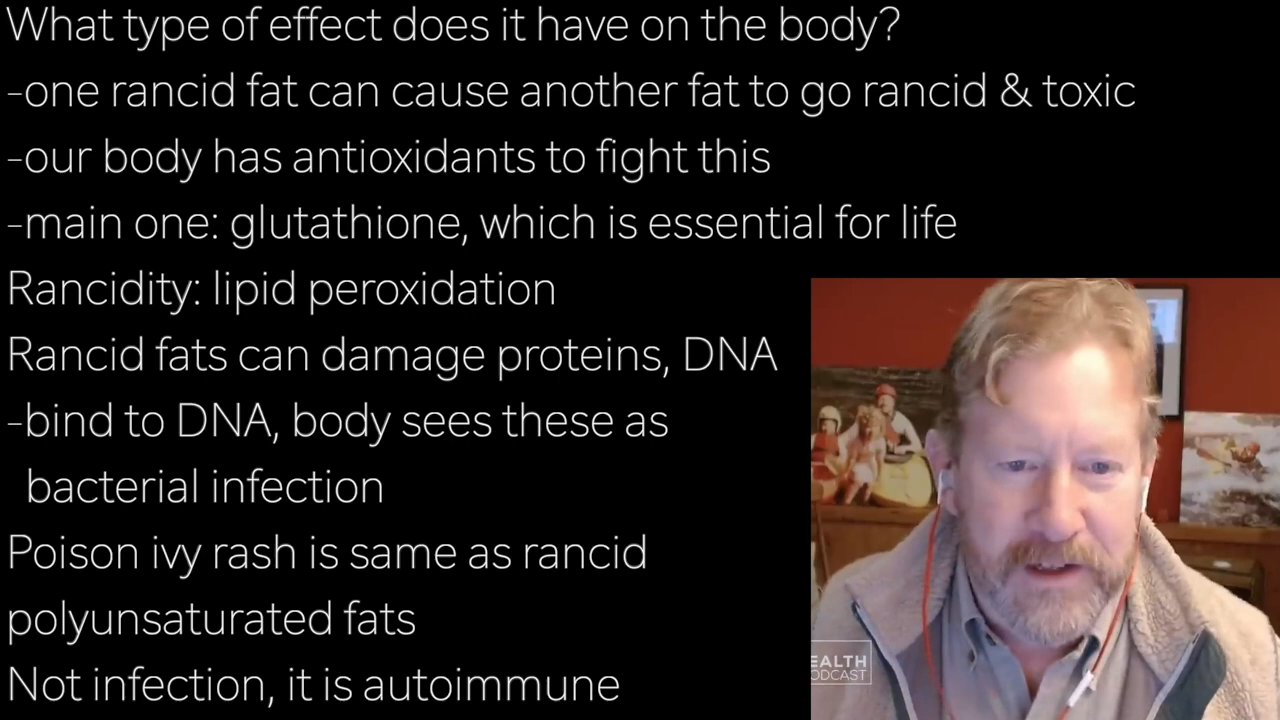 What type of effect does it have on the body?
-one rancid fat can cause another fat to go rancid & toxic
-our body has antioxidants to fight this
-main one: glutathione, which is essential for life
Rancidity: lipid peroxidation
Rancid fats can damage proteins, DNA
-bind to DNA, body sees these as
bacterial infection
Poison ivy rash is same as rancid
polyunsaturated fats
Not infection, it is autoimmune
EALTH
ODCAST